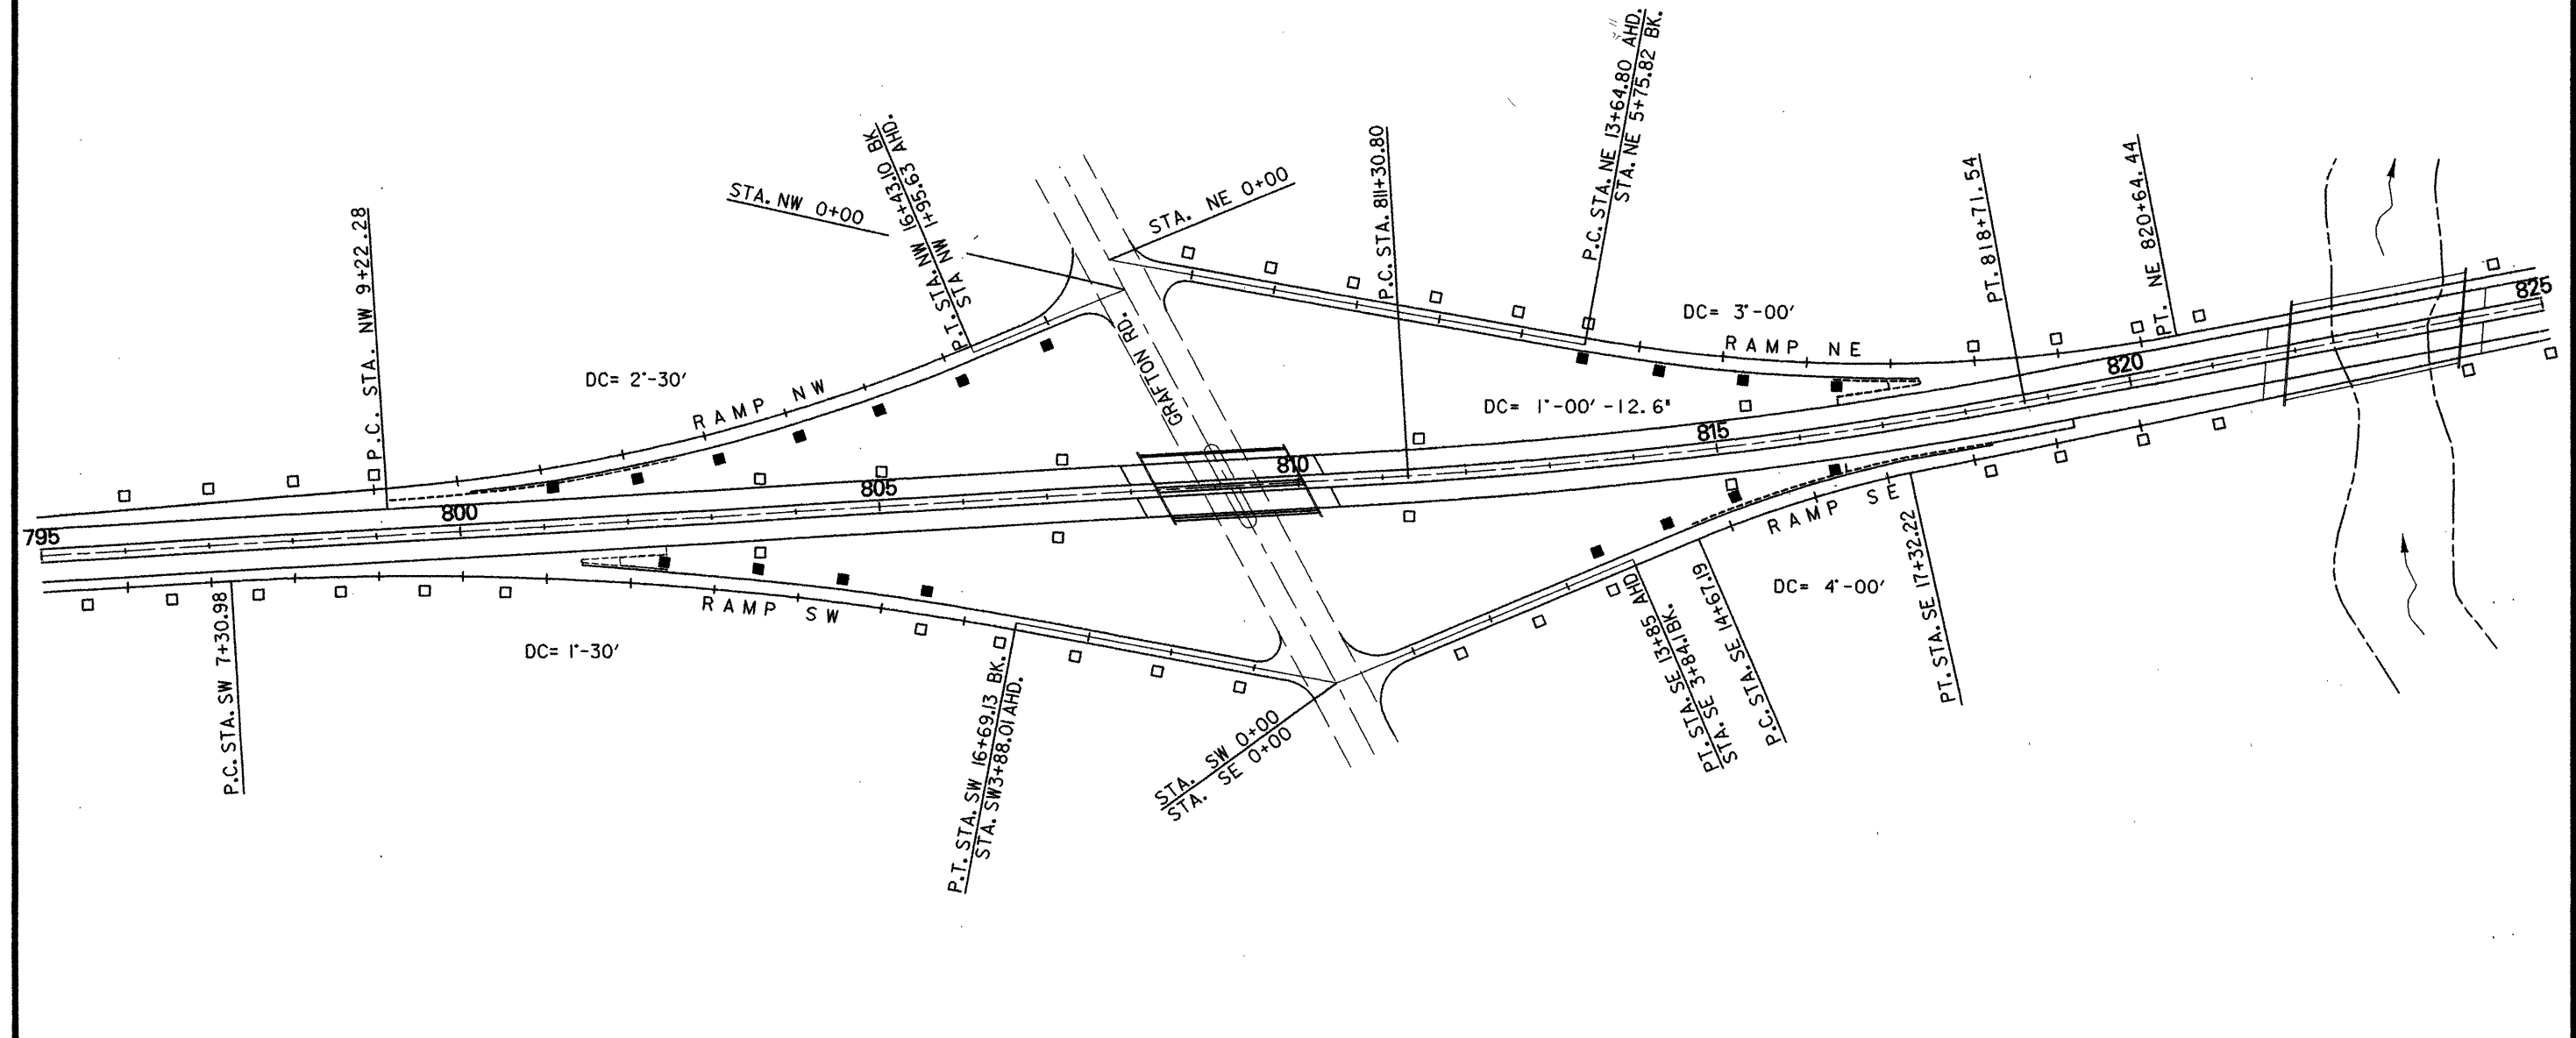 P.C. STA. NW 9+22.28
STA. NW 0+00
P.T. STA. NW 16+43.10 BK
STA NW 1+95.63 AHD.
STA. NE 0+00
P.C. STA. 811+30.80
P.C. STA. NE 13+64.80 AHD.
STA. NE 5+75.82 BK.
PT. 818+71.54
PT. NE 820+64.44
DC= 2°-30'
RAMP NW
GRAFTON RD.
DC= 3°-00'
RAMP NE
DC= 1°-00'-12.6"
795
800
805
810
815
820
825
RAMP SW
DC= 1°-30'
P.C. STA. SW 7+30.98
P.T. STA. SW 16+69.13 BK.
STA. SW3+88.01 AHD.
STA. SW 0+00
STA. SE 0+00
RAMP SE
DC= 4°-00'
PT. STA. SE 13+85 AHD
STA. SE 3+84.1 BK.
P.C. STA. SE 14+67.19
PT. STA. SE 17+32.22